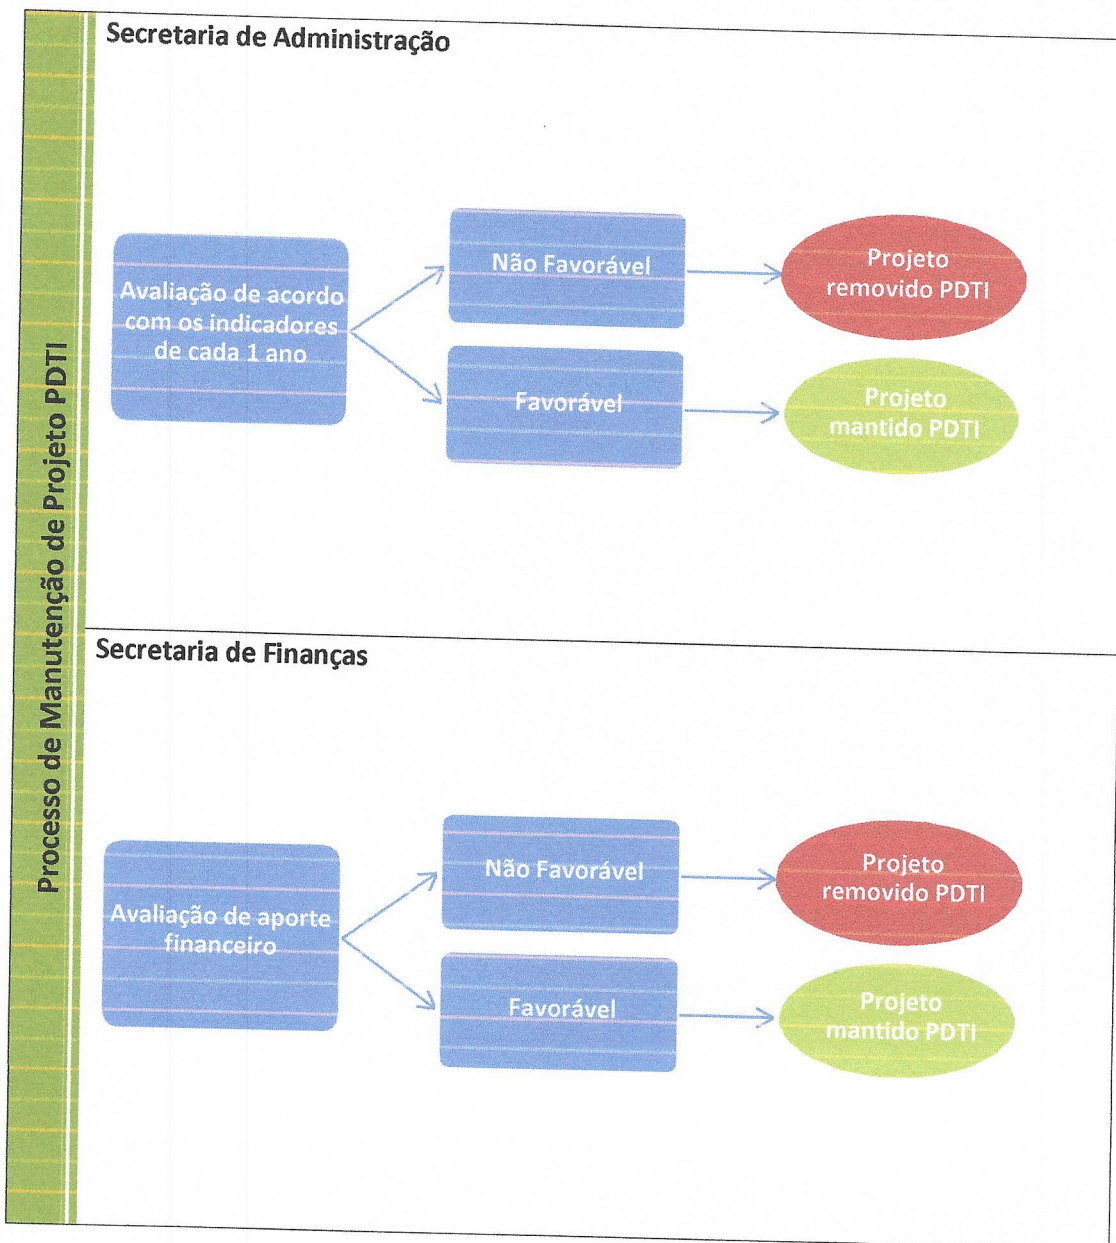 Processo de Manutenção de Projeto PDTI
Secretaria de Administração
Avaliação de acordo
com os indicadores
de cada 1 ano
Não Favorável
Projeto
removido PDTI
Favorável
Projeto
mantido PDTI
Secretaria de Finanças
Avaliação de aporte
financeiro
Não Favorável
Projeto
removido PDTI
Favorável
Projeto
mantido PDTI